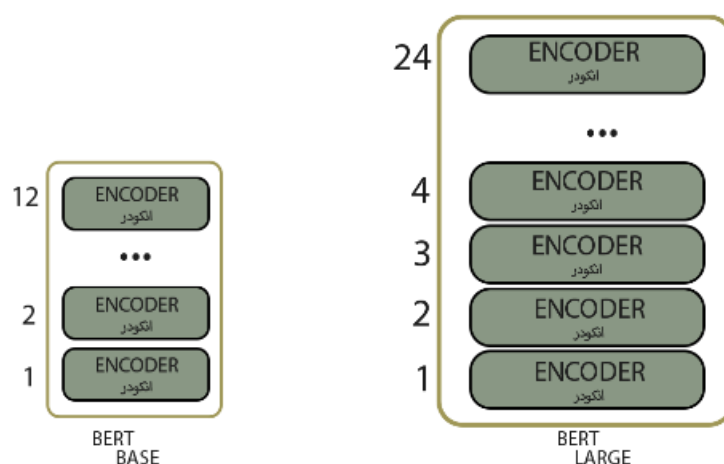 12
ENCODER
انکودر
...
2
ENCODER
انکودر
1
ENCODER
انکودر
BERT
BASE
24
ENCODER
انکودر
...
4
ENCODER
انکودر
3
ENCODER
انکودر
2
ENCODER
انکودر
1
ENCODER
انکودر
BERT
LARGE